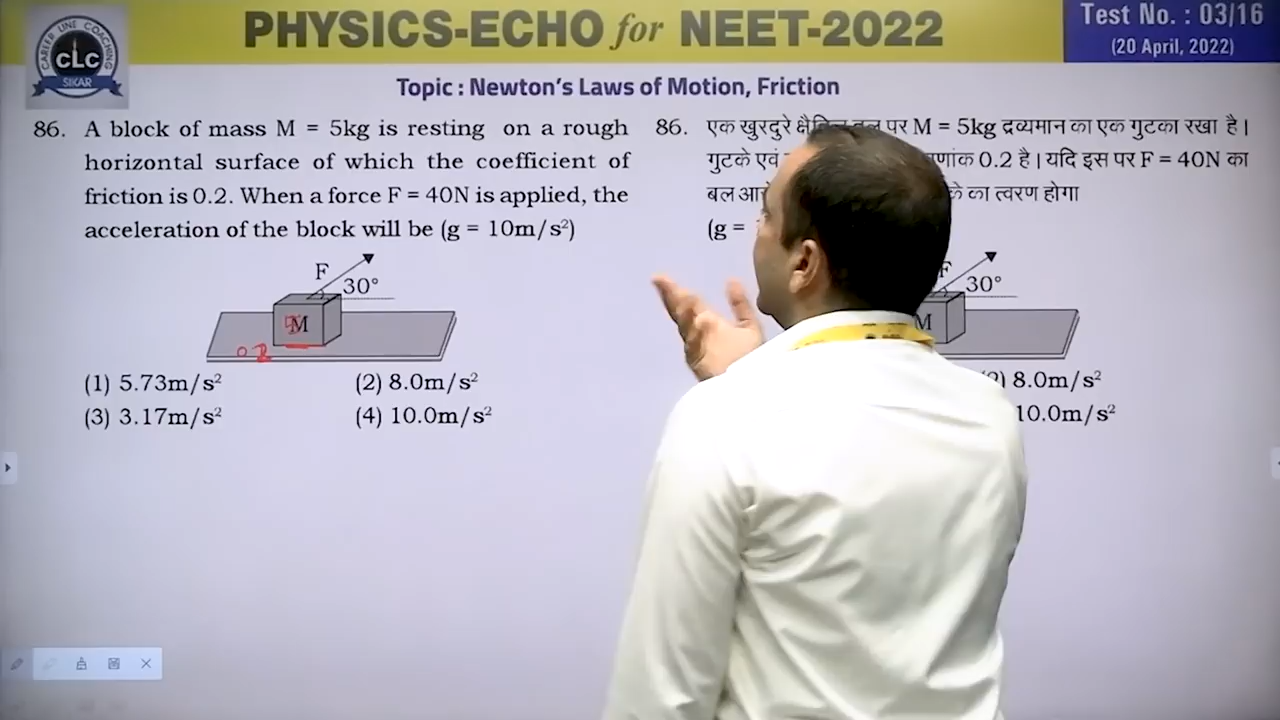 PHYSICS-ECHO for NEET-2022
Test No. : 03/16
(20 April, 2022)
CAREER LINE COACHING
CLC
SIKAR
Topic : Newton's Laws of Motion, Friction
86. A block of mass M = 5kg is resting on a rough
horizontal surface of which the coefficient of
friction is 0.2. When a force F = 40N is applied, the
acceleration of the block will be (g = 10m/s²)
F
30°
M
0.2
(1) 5.73m/s² (2) 8.0m/s²
(3) 3.17m/s² (4) 10.0m/s²
86. एक खुरदुरे पर M = 5kg द्रव्यमान का एक गुटका रखा है।
गुटके एवं 0.2 है। यदि इस पर F = 40N का
बल का त्वरण होगा
(g =
F
30°
M
8.0m/s²
10.0m/s²